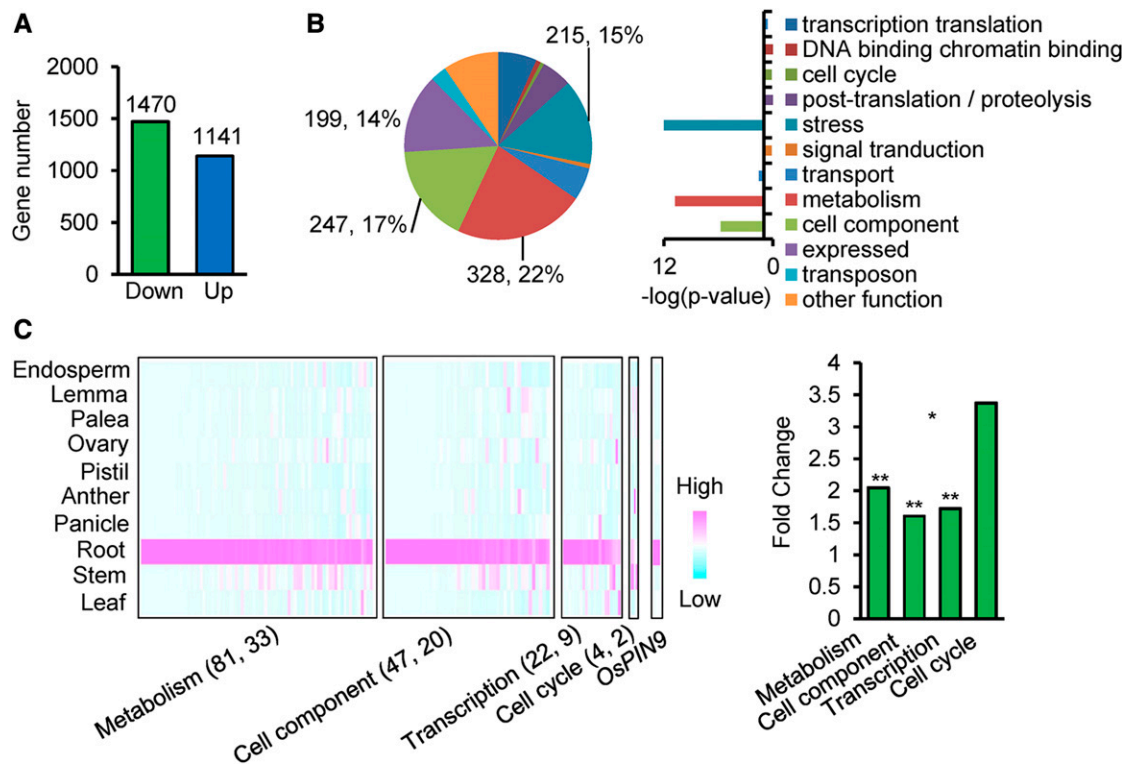 A
Gene number
2000
1500
1000
500
0
1470
1141
Down
Up
B
215, 15%
199, 14%
247, 17%
328, 22%
12
0
-log(p-value)
transcription translation
DNA binding chromatin binding
cell cycle
post-translation / proteolysis
stress
signal tranduction
transport
metabolism
cell component
expressed
transposon
other function
C
Endosperm
Lemma
Palea
Ovary
Pistil
Anther
Panicle
Root
Stem
Leaf
Metabolism (81, 33)
Cell component (47, 20)
Transcription (22, 9)
Cell cycle (4, 2)
OsPIN9
High
Low
Fold Change
4
3.5
3
2.5
2
1.5
1
0.5
0
**
**
**
*
Metabolism
Cell component
Transcription
Cell cycle